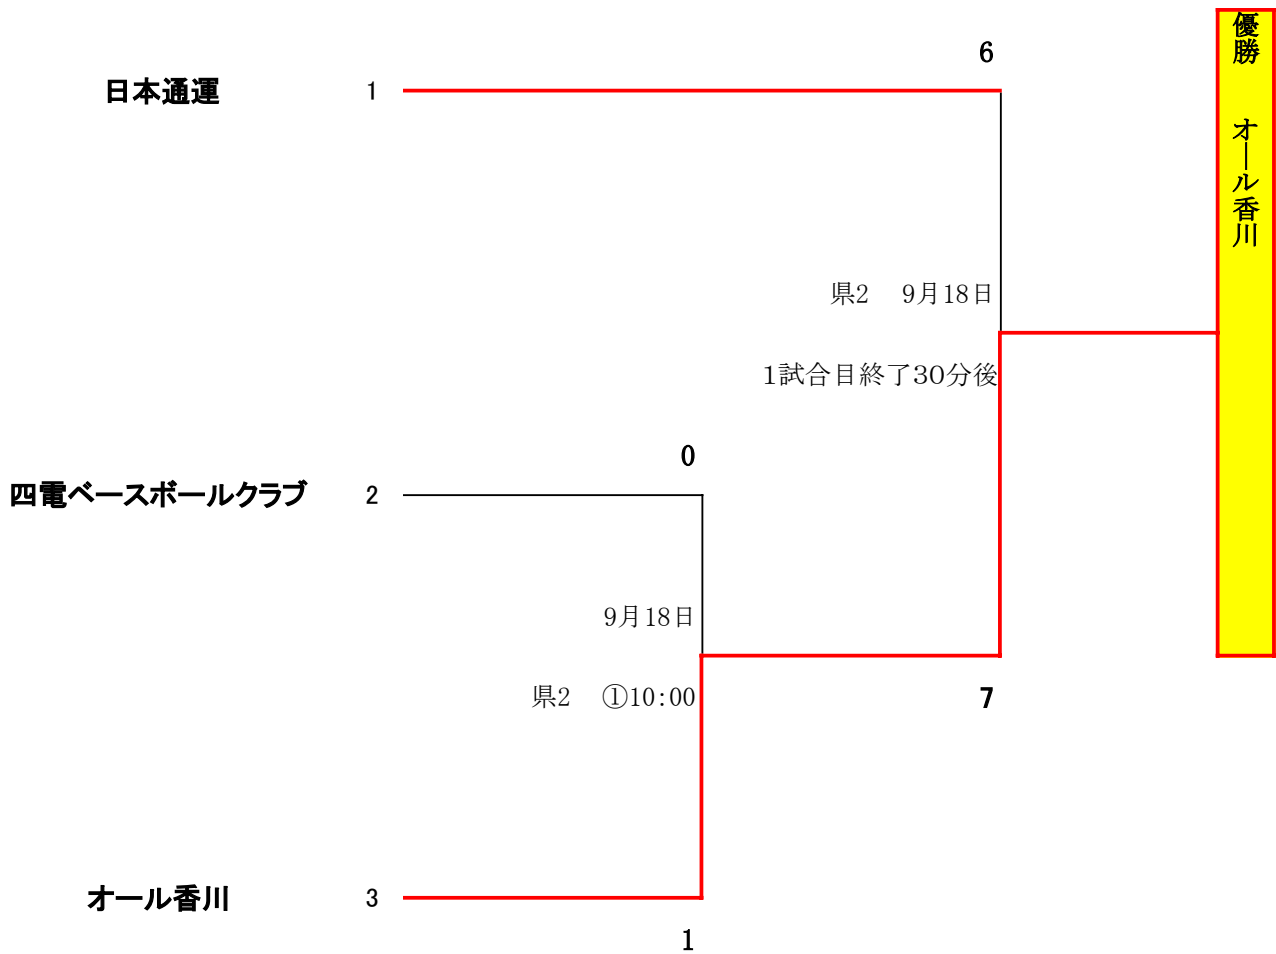 6
日本通運 1
県2 9月18日
1試合目終了30分後
0
四電ベースボールクラブ 2
9月18日
県2 ①10:00
7
オール香川 3
1
優勝 オール香川